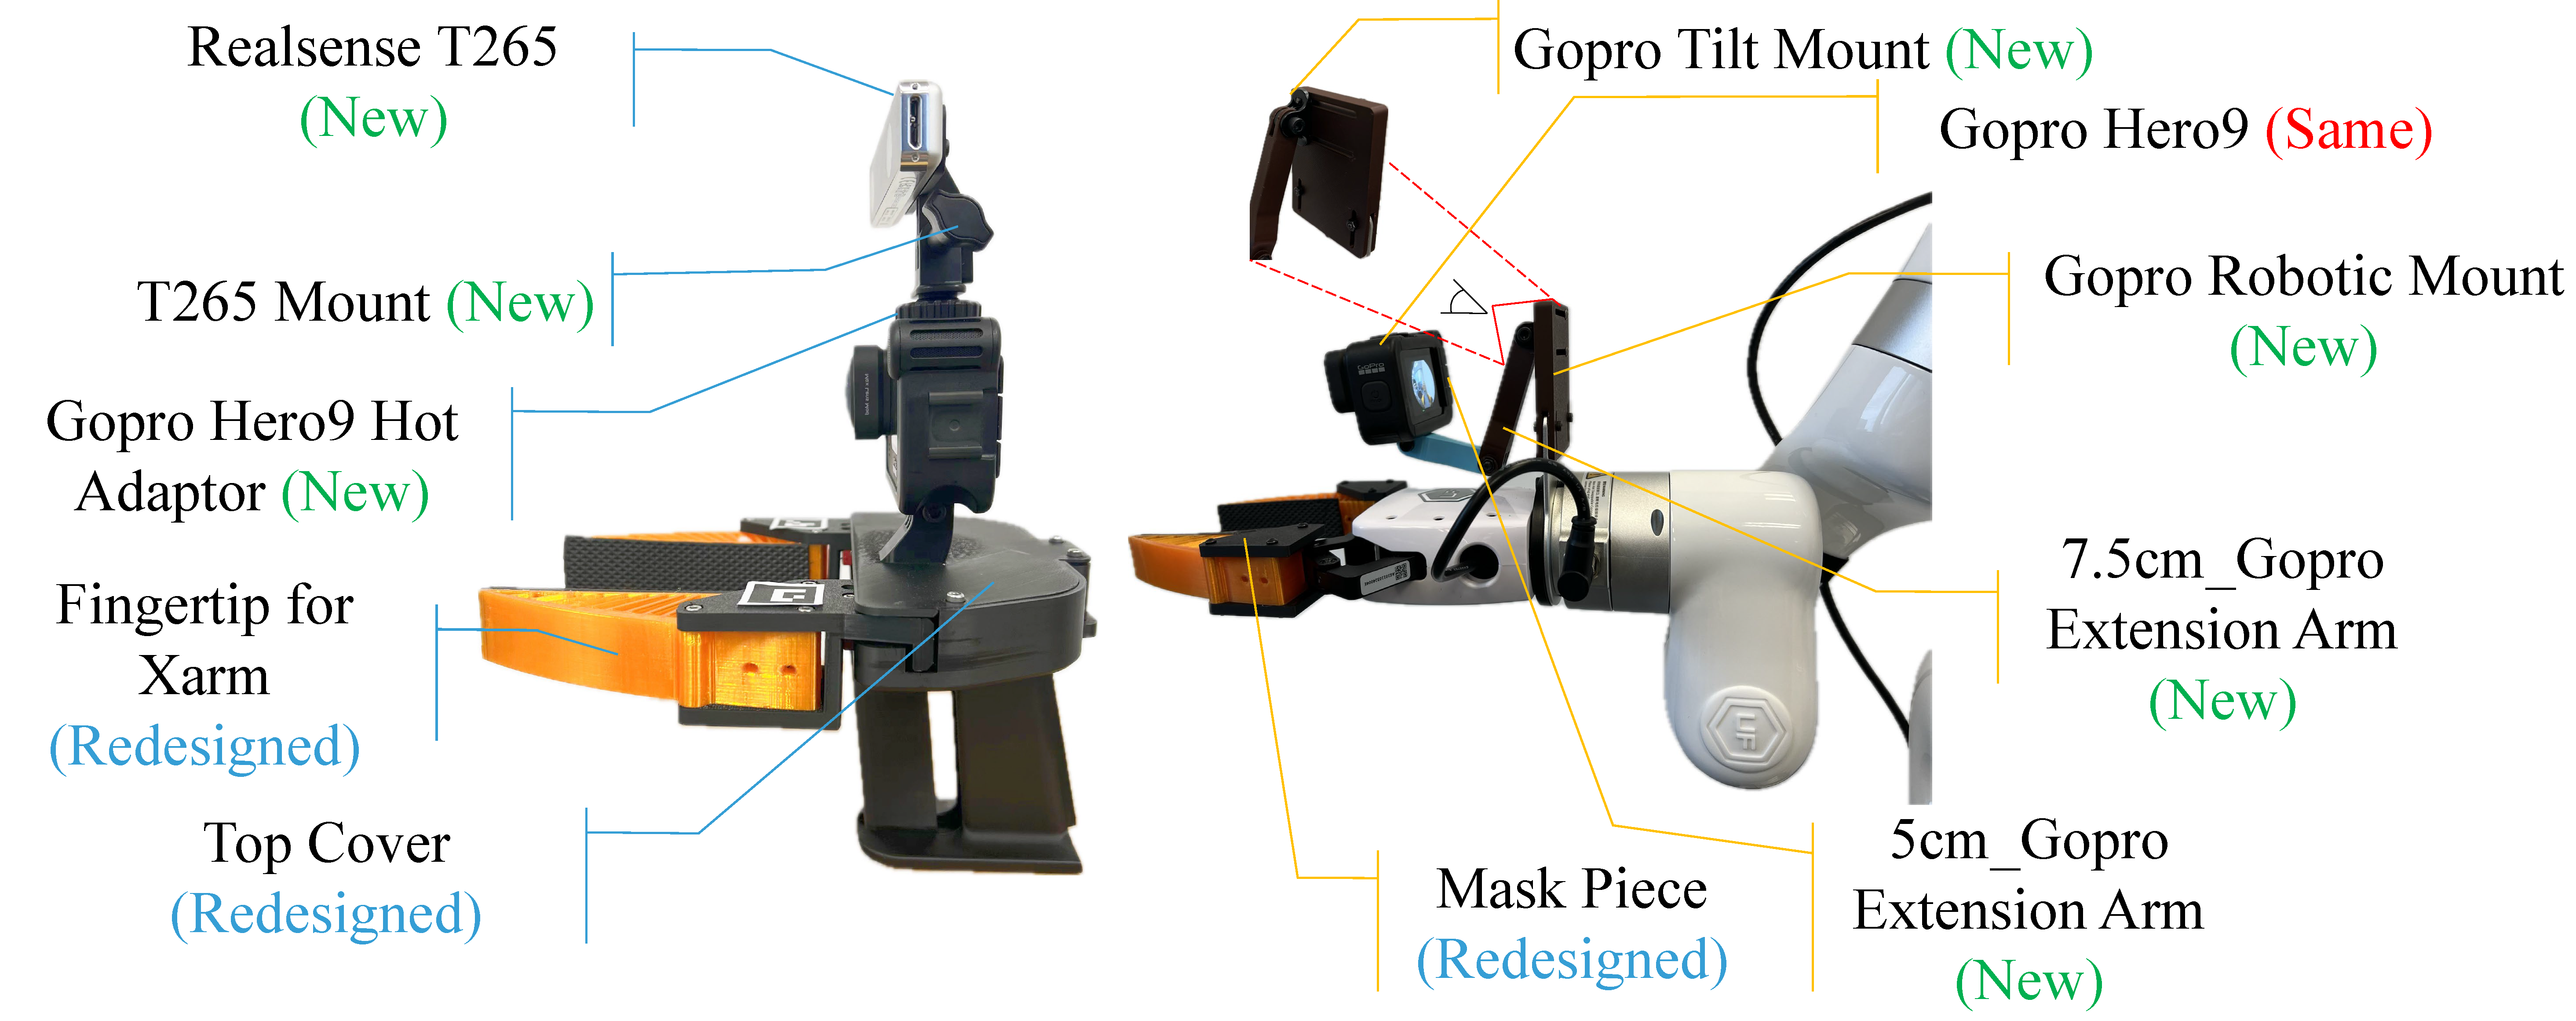 Realsense T265
(New)
T265 Mount (New)
Gopro Hero9 Hot
Adaptor (New)
Fingertip for
Xarm
(Redesigned)
Top Cover
(Redesigned)
Gopro Tilt Mount (New)
Gopro Hero9 (Same)
Gopro Robotic Mount
(New)
GoPro
7.5cm_Gopro
Extension Arm
(New)
UF
5cm_Gopro
Extension Arm
(New)
Mask Piece
(Redesigned)